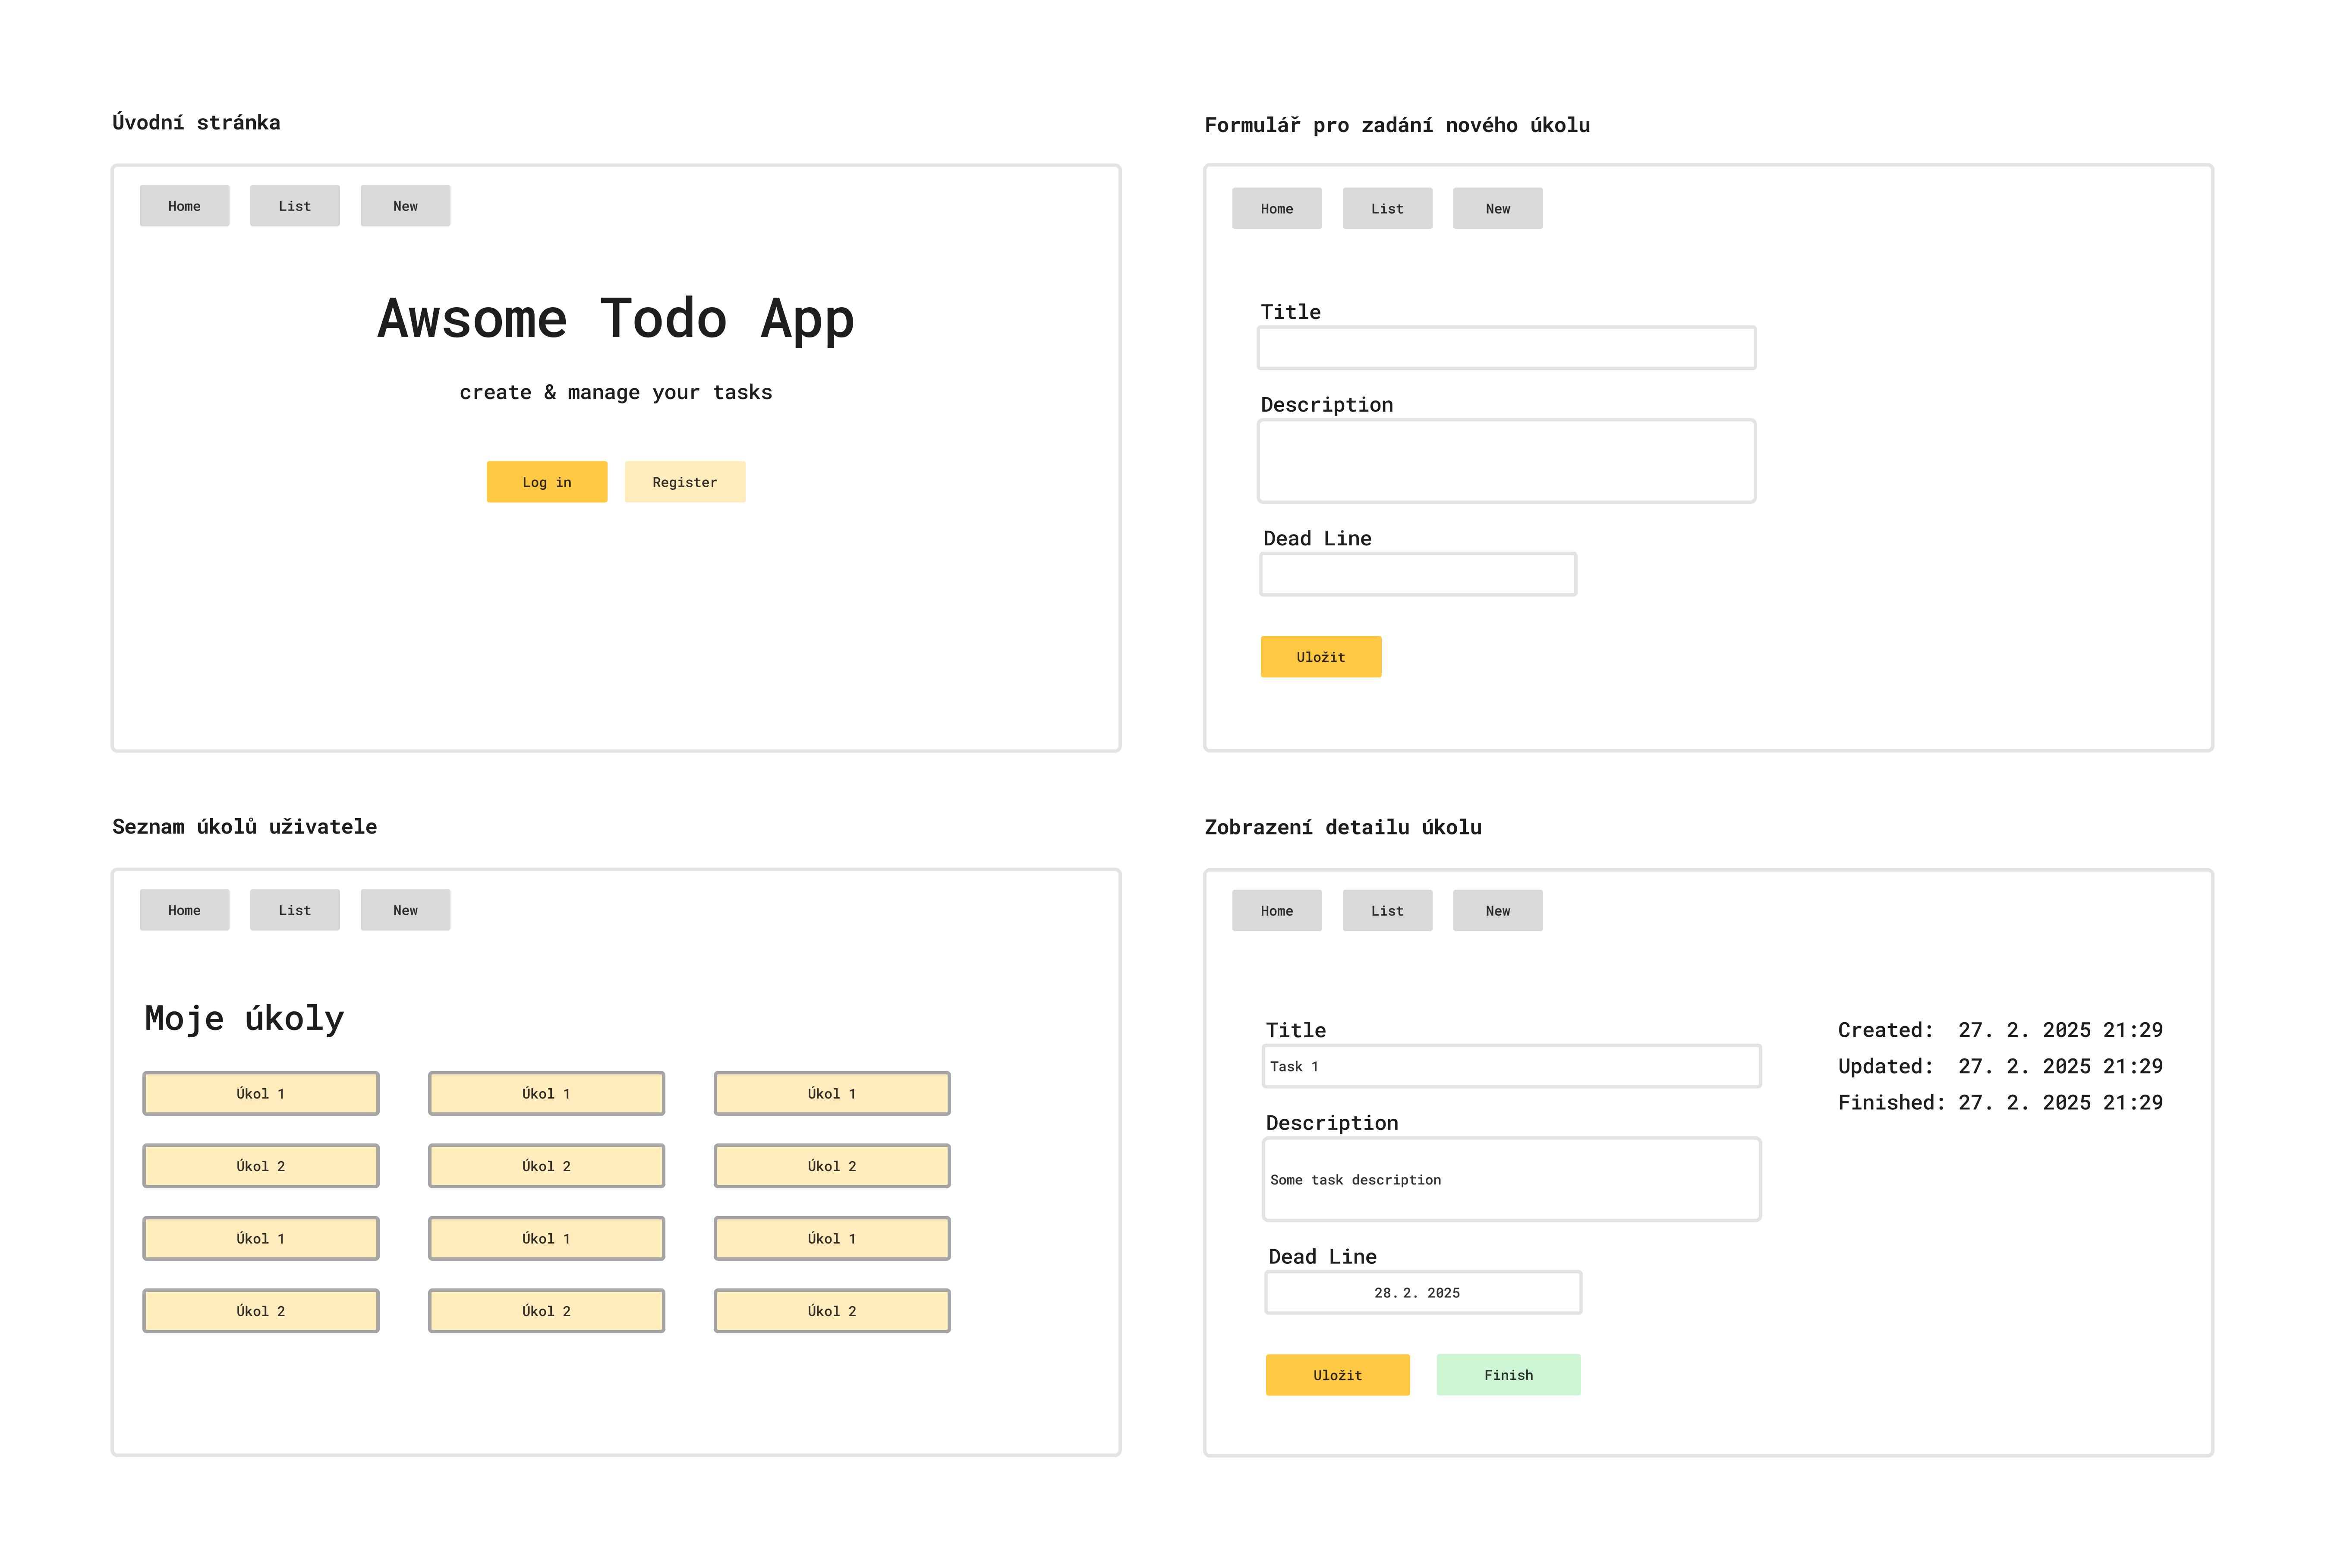 Úvodní stránka
Home List New
Awsome Todo App
create & manage your tasks
Log in Register
Formulář pro zadání nového úkolu
Home List New
Title
Description
Dead Line
Uložit
Seznam úkolů uživatele
Home List New
Moje úkoly
Úkol 1 Úkol 1 Úkol 1
Úkol 2 Úkol 2 Úkol 2
Úkol 1 Úkol 1 Úkol 1
Úkol 2 Úkol 2 Úkol 2
Zobrazení detailu úkolu
Home List New
Title
Task 1
Description
Some task description
Dead Line
28. 2. 2025
Uložit Finish
Created: 27. 2. 2025 21:29
Updated: 27. 2. 2025 21:29
Finished: 27. 2. 2025 21:29